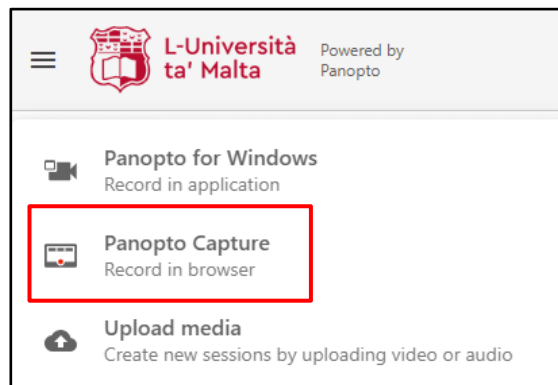 L-Università
ta' Malta
Powered by
Panopto
Panopto for Windows
Record in application
Panopto Capture
Record in browser
Upload media
Create new sessions by uploading video or audio